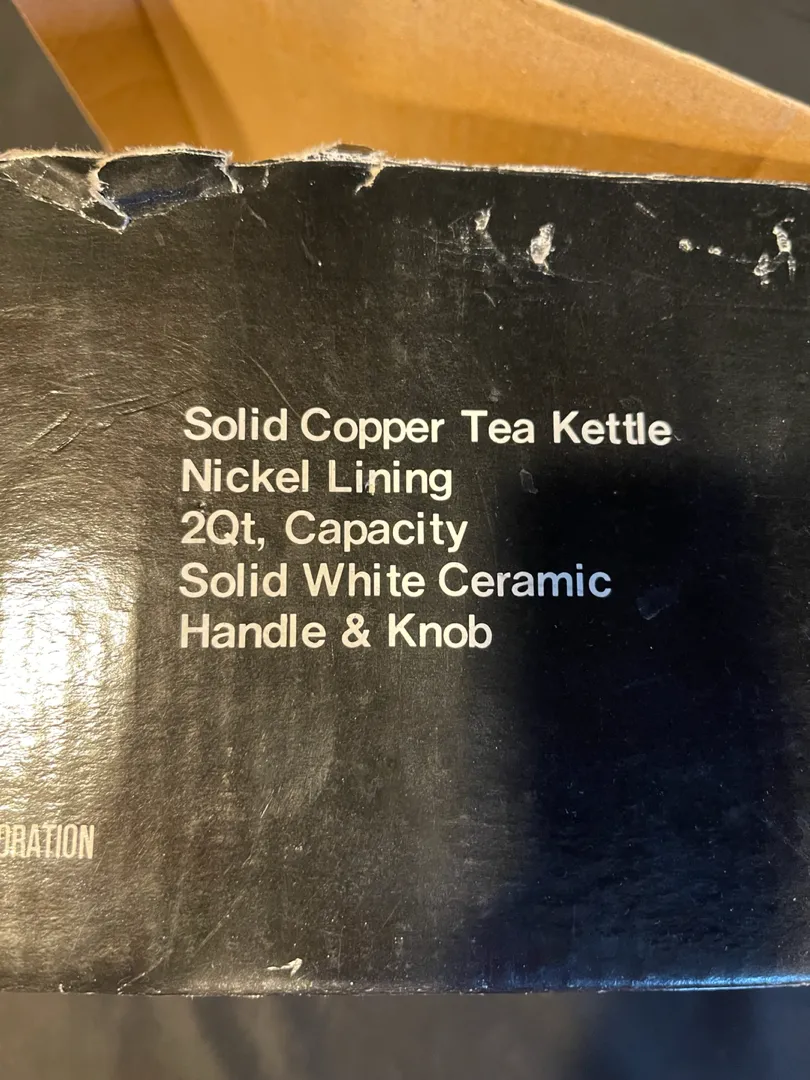 Solid Copper Tea Kettle
Nickel Lining
2Qt, Capacity
Solid White Ceramic
Handle & Knob
ORATION